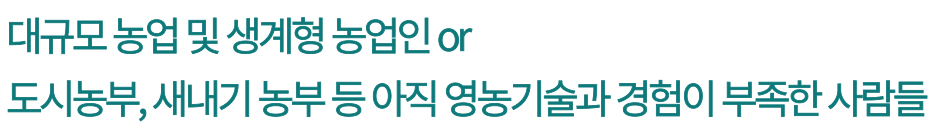 대규모 농업 및 생계형 농업인 or
도시농부, 새내기 농부 등 아직 영농기술과 경험이 부족한 사람들